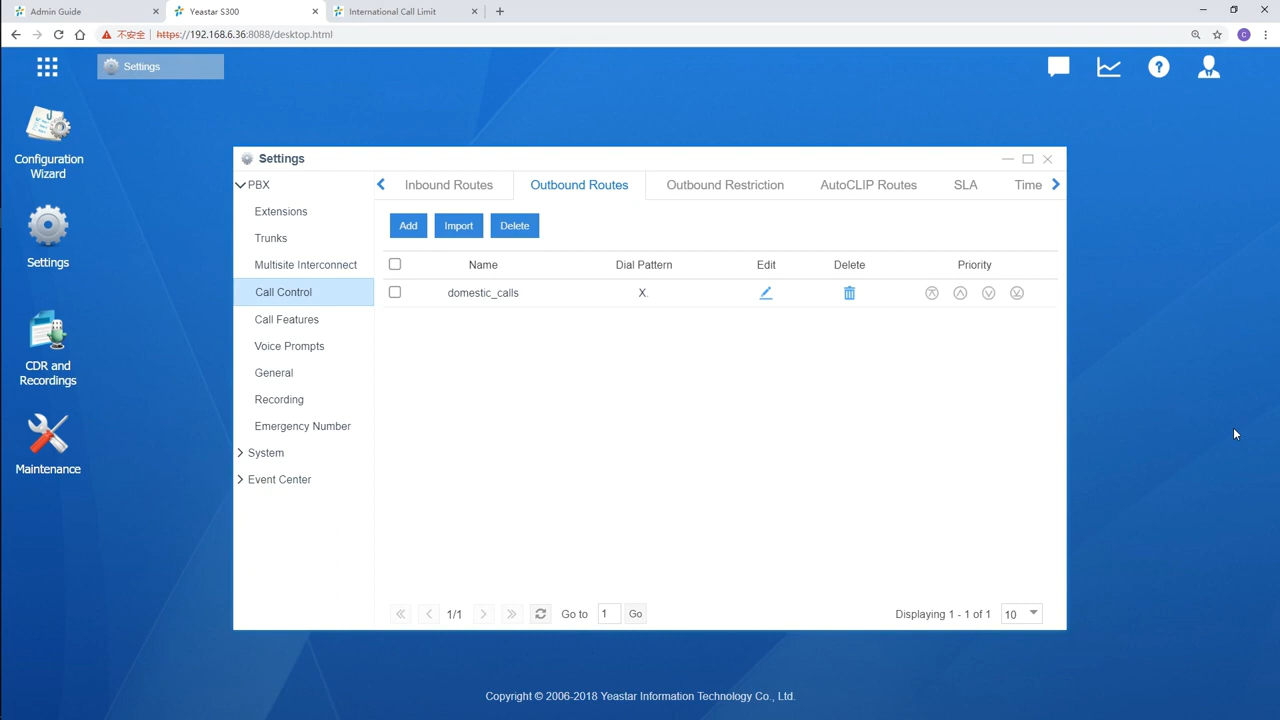 Admin Guide
Yeastar S300
International Call Limit
不安全 https://192.168.6.36:8088/desktop.html
Settings
Configuration
Wizard
Settings
CDR and
Recordings
Maintenance
Settings
PBX
Extensions
Trunks
Multisite Interconnect
Call Control
Call Features
Voice Prompts
General
Recording
Emergency Number
System
Event Center
Inbound Routes Outbound Routes Outbound Restriction AutoCLIP Routes SLA Time
Add Import Delete
Name Dial Pattern Edit Delete Priority
domestic_calls X.
1/1 Go to 1 Go Displaying 1 - 1 of 1 10
Copyright © 2006-2018 Yeastar Information Technology Co., Ltd.